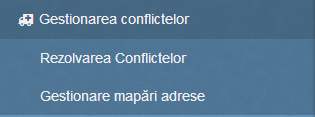 Gestionarea conflictelor
Rezolvarea Conflictelor
Gestionare mapări adrese